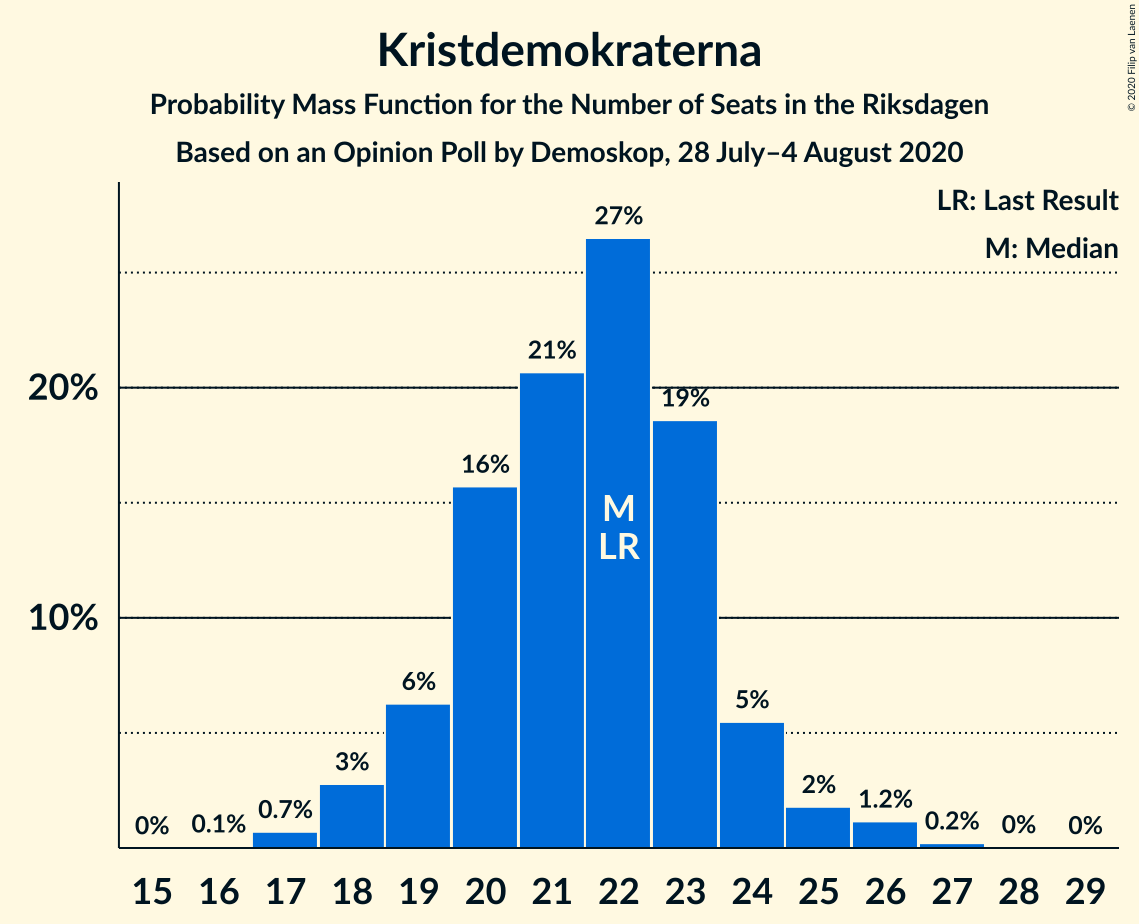 Kristdemokraterna
Probability Mass Function for the Number of Seats in the Riksdagen
Based on an Opinion Poll by Demoskop, 28 July–4 August 2020
© 2020 Filip van Laenen
LR: Last Result
M: Median
20%
10%
0%
0.1%
0.7%
3%
6%
16%
21%
27%
19%
5%
2%
1.2%
0.2%
0%
0%
M
LR
15 16 17 18 19 20 21 22 23 24 25 26 27 28 29